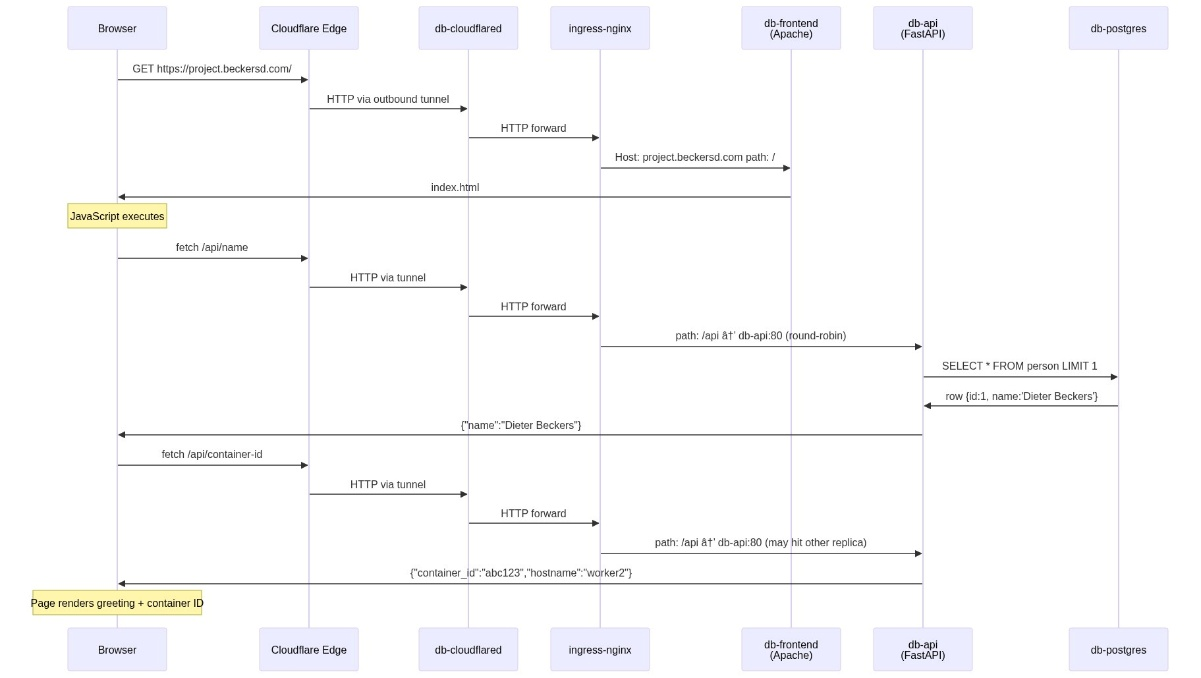 Browser
Cloudflare Edge
db-cloudflared
ingress-nginx
db-frontend
(Apache)
db-api
(FastAPI)
db-postgres
GET https://project.beckersd.com/
HTTP via outbound tunnel
HTTP forward
Host: project.beckersd.com path: /
index.html
JavaScript executes
fetch /api/name
HTTP via tunnel
HTTP forward
path: /api â†’ db-api:80 (round-robin)
SELECT * FROM person LIMIT 1
row {id:1, name:'Dieter Beckers'}
{"name":"Dieter Beckers"}
fetch /api/container-id
HTTP via tunnel
HTTP forward
path: /api â†’ db-api:80 (may hit other replica)
{"container_id":"abc123","hostname":"worker2"}
Page renders greeting + container ID
Browser
Cloudflare Edge
db-cloudflared
ingress-nginx
db-frontend
(Apache)
db-api
(FastAPI)
db-postgres